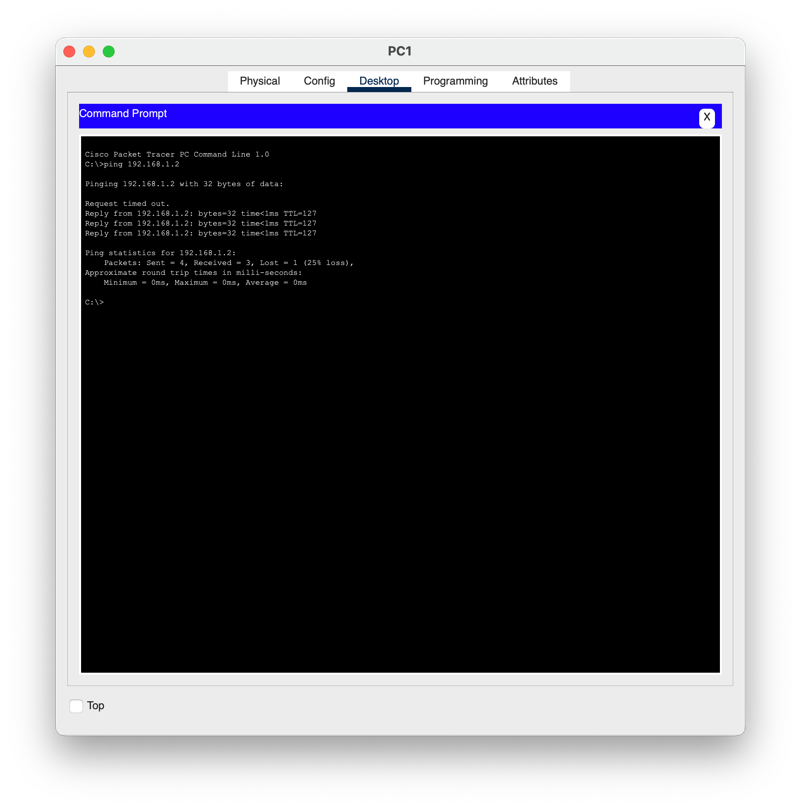 PC1
Physical Config Desktop Programming Attributes
Command Prompt
X
Cisco Packet Tracer PC Command Line 1.0
C:\>ping 192.168.1.2
Pinging 192.168.1.2 with 32 bytes of data:
Request timed out.
Reply from 192.168.1.2: bytes=32 time<1ms TTL=127
Reply from 192.168.1.2: bytes=32 time<1ms TTL=127
Reply from 192.168.1.2: bytes=32 time<1ms TTL=127
Ping statistics for 192.168.1.2:
Packets: Sent = 4, Received = 3, Lost = 1 (25% loss),
Approximate round trip times in milli-seconds:
Minimum = 0ms, Maximum = 0ms, Average = 0ms
C:\>
Top